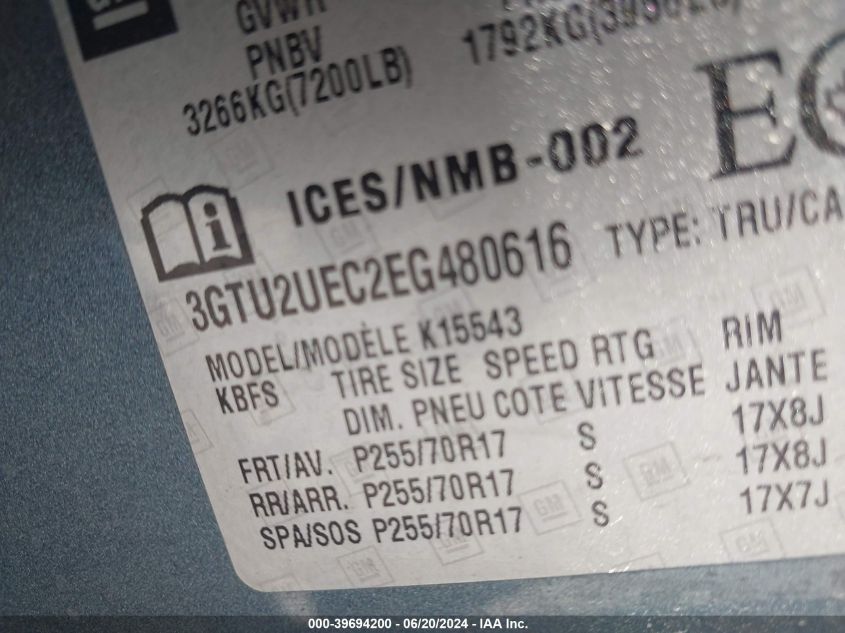 GM
GVWR
PNBV
3266KG(7200LB)
1792KG(3950LB)
ICES/NMB-002
3GTU2UEC2EG480616 TYPE: TRU/CA
MODEL/MODÈLE K15543
KBFS TIRE SIZE SPEED RTG RIM
DIM. PNEU COTE VITESSE JANTE
FRT/AV. P255/70R17 S 17X8J
RR/ARR. P255/70R17 S 17X8J
SPA/SOS P255/70R17 S 17X7J
000-39694200 - 06/20/2024 - IAA Inc.